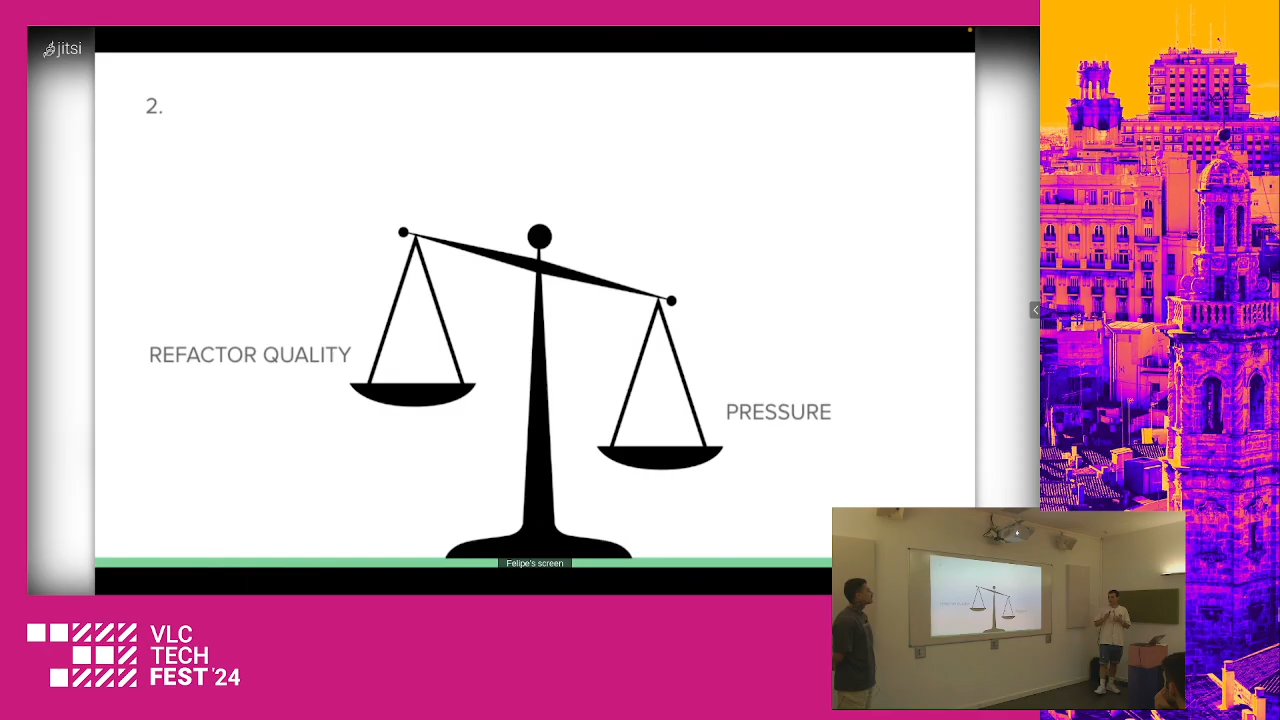 jitsi
2.
REFACTOR QUALITY
PRESSURE
Felipe's screen
VLC
TECH
FEST '24